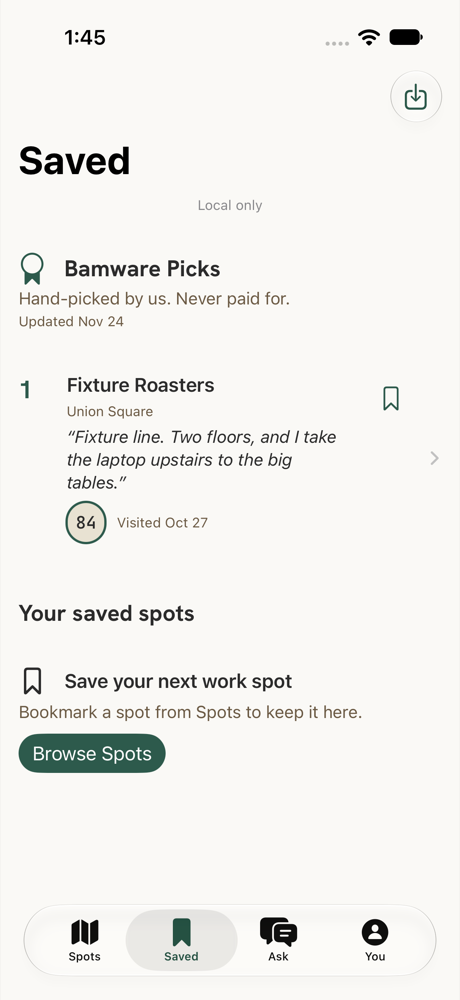 1:45
Saved
Local only
Bamware Picks
Hand-picked by us. Never paid for.
Updated Nov 24
1
Fixture Roasters
Union Square
“Fixture line. Two floors, and I take
the laptop upstairs to the big
tables.”
84
Visited Oct 27
Your saved spots
Save your next work spot
Bookmark a spot from Spots to keep it here.
Browse Spots
Spots
Saved
Ask
You